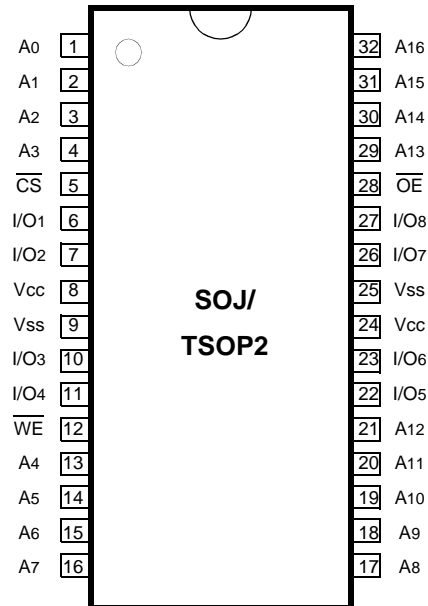 A0 1 32 A16
A1 2 31 A15
A2 3 30 A14
A3 4 29 A13
C̅S̅ 5 28 O̅E̅
I/O1 6 27 I/O8
I/O2 7 26 I/O7
Vcc 8 25 Vss
Vss 9 24 Vcc
SOJ/
TSOP2
I/O3 10 23 I/O6
I/O4 11 22 I/O5
W̅E̅ 12 21 A12
A4 13 20 A11
A5 14 19 A10
A6 15 18 A9
A7 16 17 A8